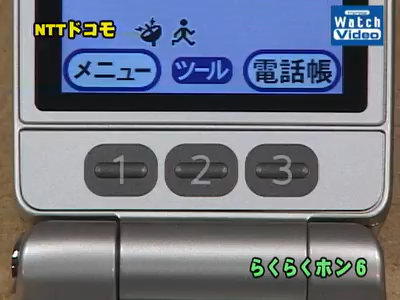 NTTドコモ
Impress
Watch
Video
メニュー ツール 電話帳
1 2 3
らくらくホン6